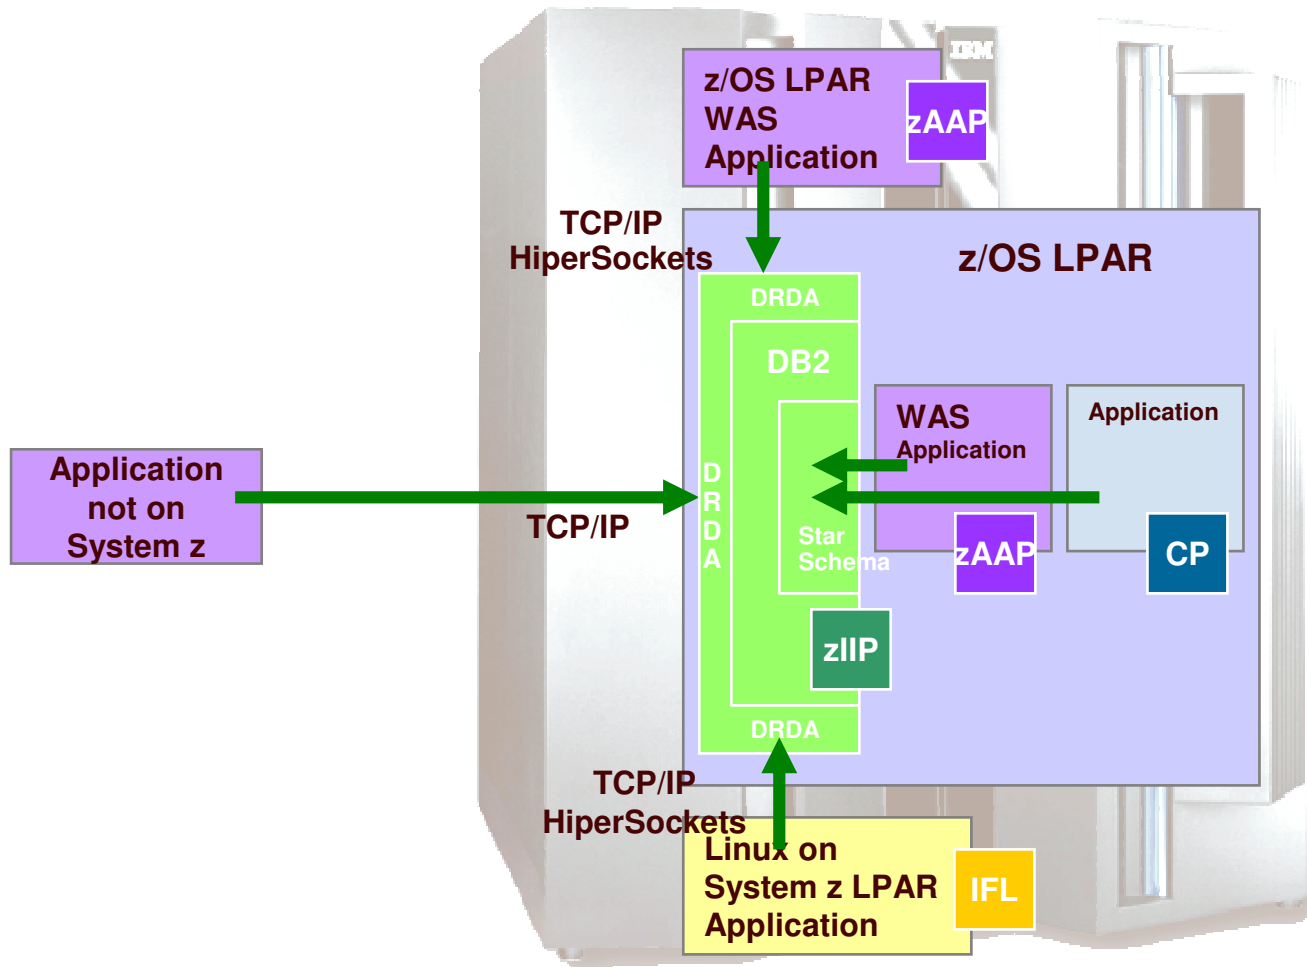 IBM
z/OS LPAR
WAS
Application
zAAP
TCP/IP
HiperSockets
z/OS LPAR
DRDA
DB2
WAS
Application
Application
Application
not on
System z
TCP/IP
D
R
D
A
Star
Schema
zAAP
CP
zIIP
DRDA
TCP/IP
HiperSockets
Linux on
System z LPAR
Application
IFL